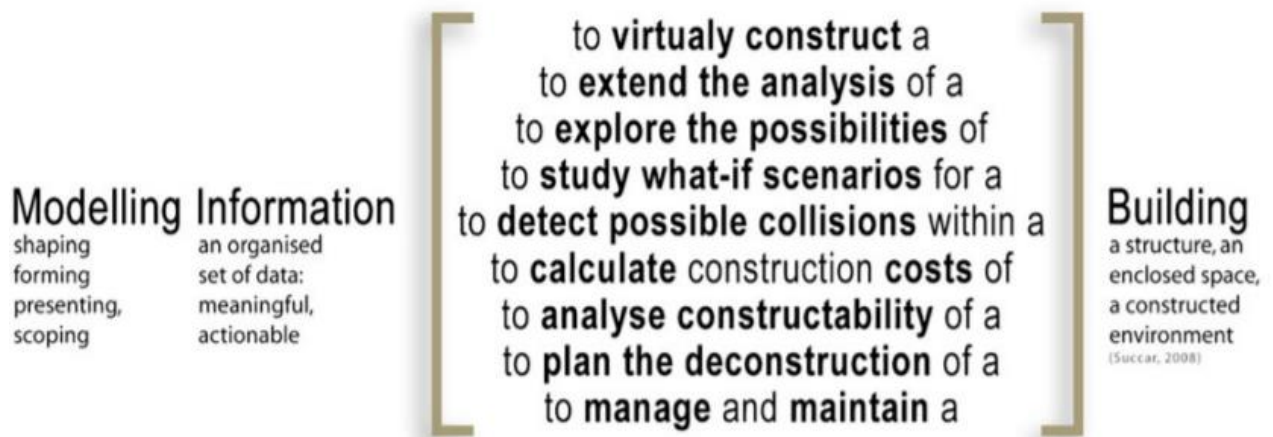 Modelling
shaping
forming
presenting,
scoping
Information
an organised
set of data:
meaningful,
actionable
to virtualy construct a
to extend the analysis of a
to explore the possibilities of
to study what-if scenarios for a
to detect possible collisions within a
to calculate construction costs of
to analyse constructability of a
to plan the deconstruction of a
to manage and maintain a
Building
a structure, an
enclosed space,
a constructed
environment
(Succar, 2008)